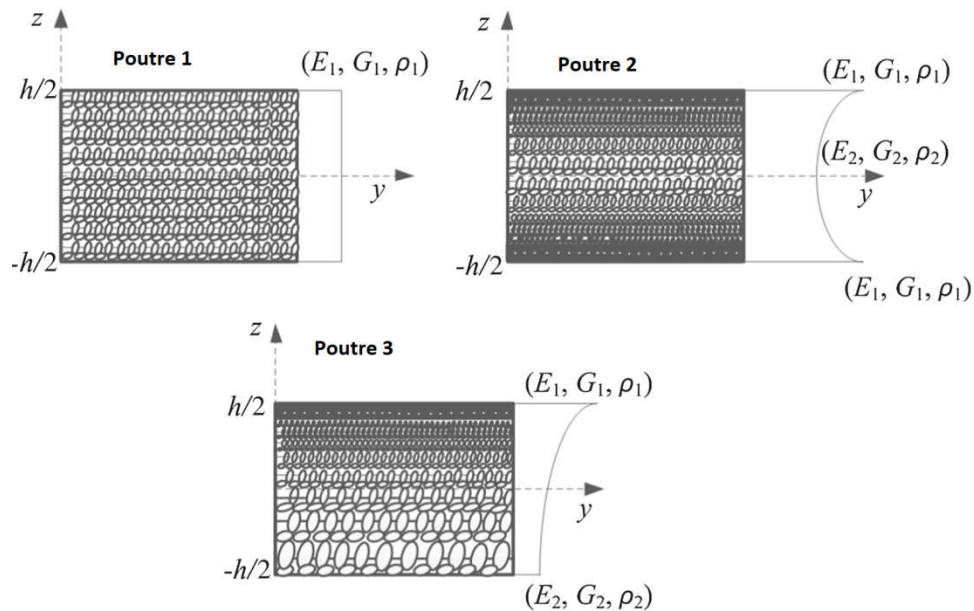 z
Poutre 1
(E₁, G₁, ρ₁)
h/2
y
-h/2
z
Poutre 2
(E₁, G₁, ρ₁)
h/2
(E₂, G₂, ρ₂)
y
-h/2
(E₁, G₁, ρ₁)
z
Poutre 3
(E₁, G₁, ρ₁)
h/2
y
-h/2
(E₂, G₂, ρ₂)